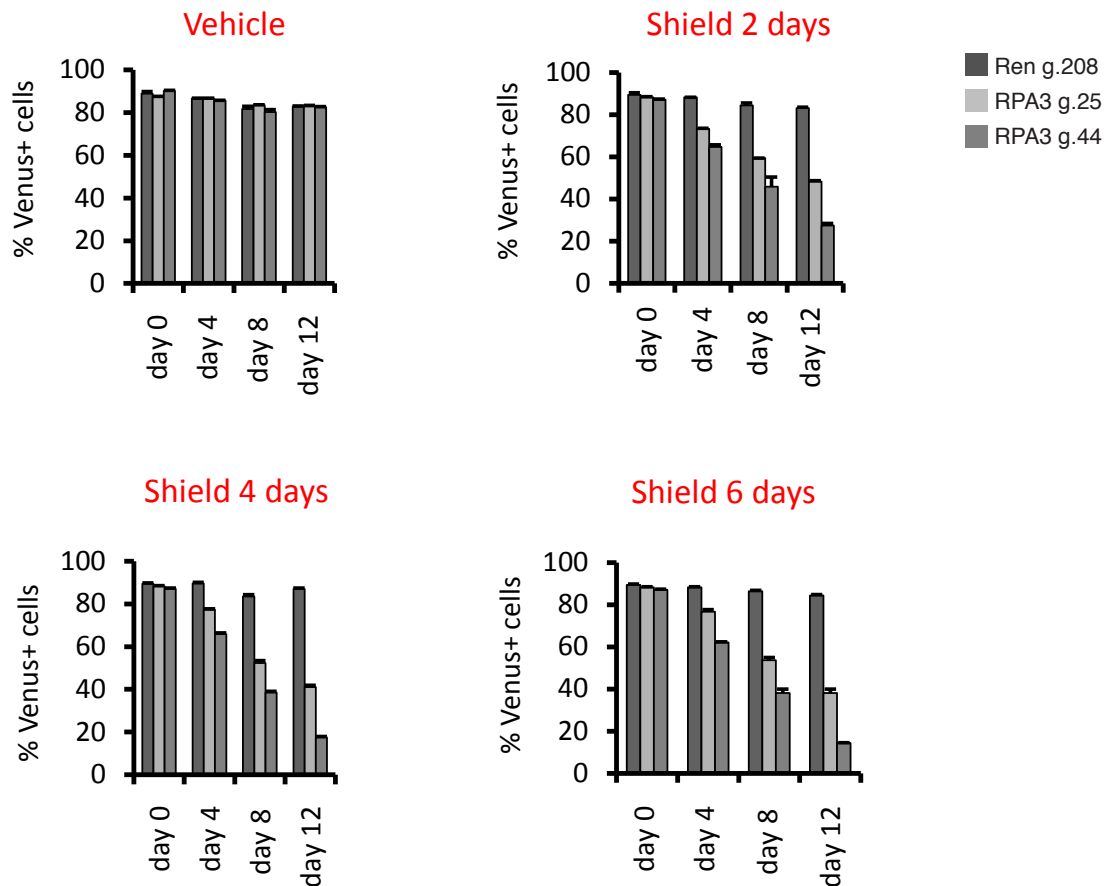 Vehicle
% Venus+ cells
100
80
60
40
20
0
day 0
day 4
day 8
day 12
Shield 2 days
% Venus+ cells
100
80
60
40
20
0
day 0
day 4
day 8
day 12
Ren g.208
RPA3 g.25
RPA3 g.44
Shield 4 days
% Venus+ cells
100
80
60
40
20
0
day 0
day 4
day 8
day 12
Shield 6 days
% Venus+ cells
100
80
60
40
20
0
day 0
day 4
day 8
day 12